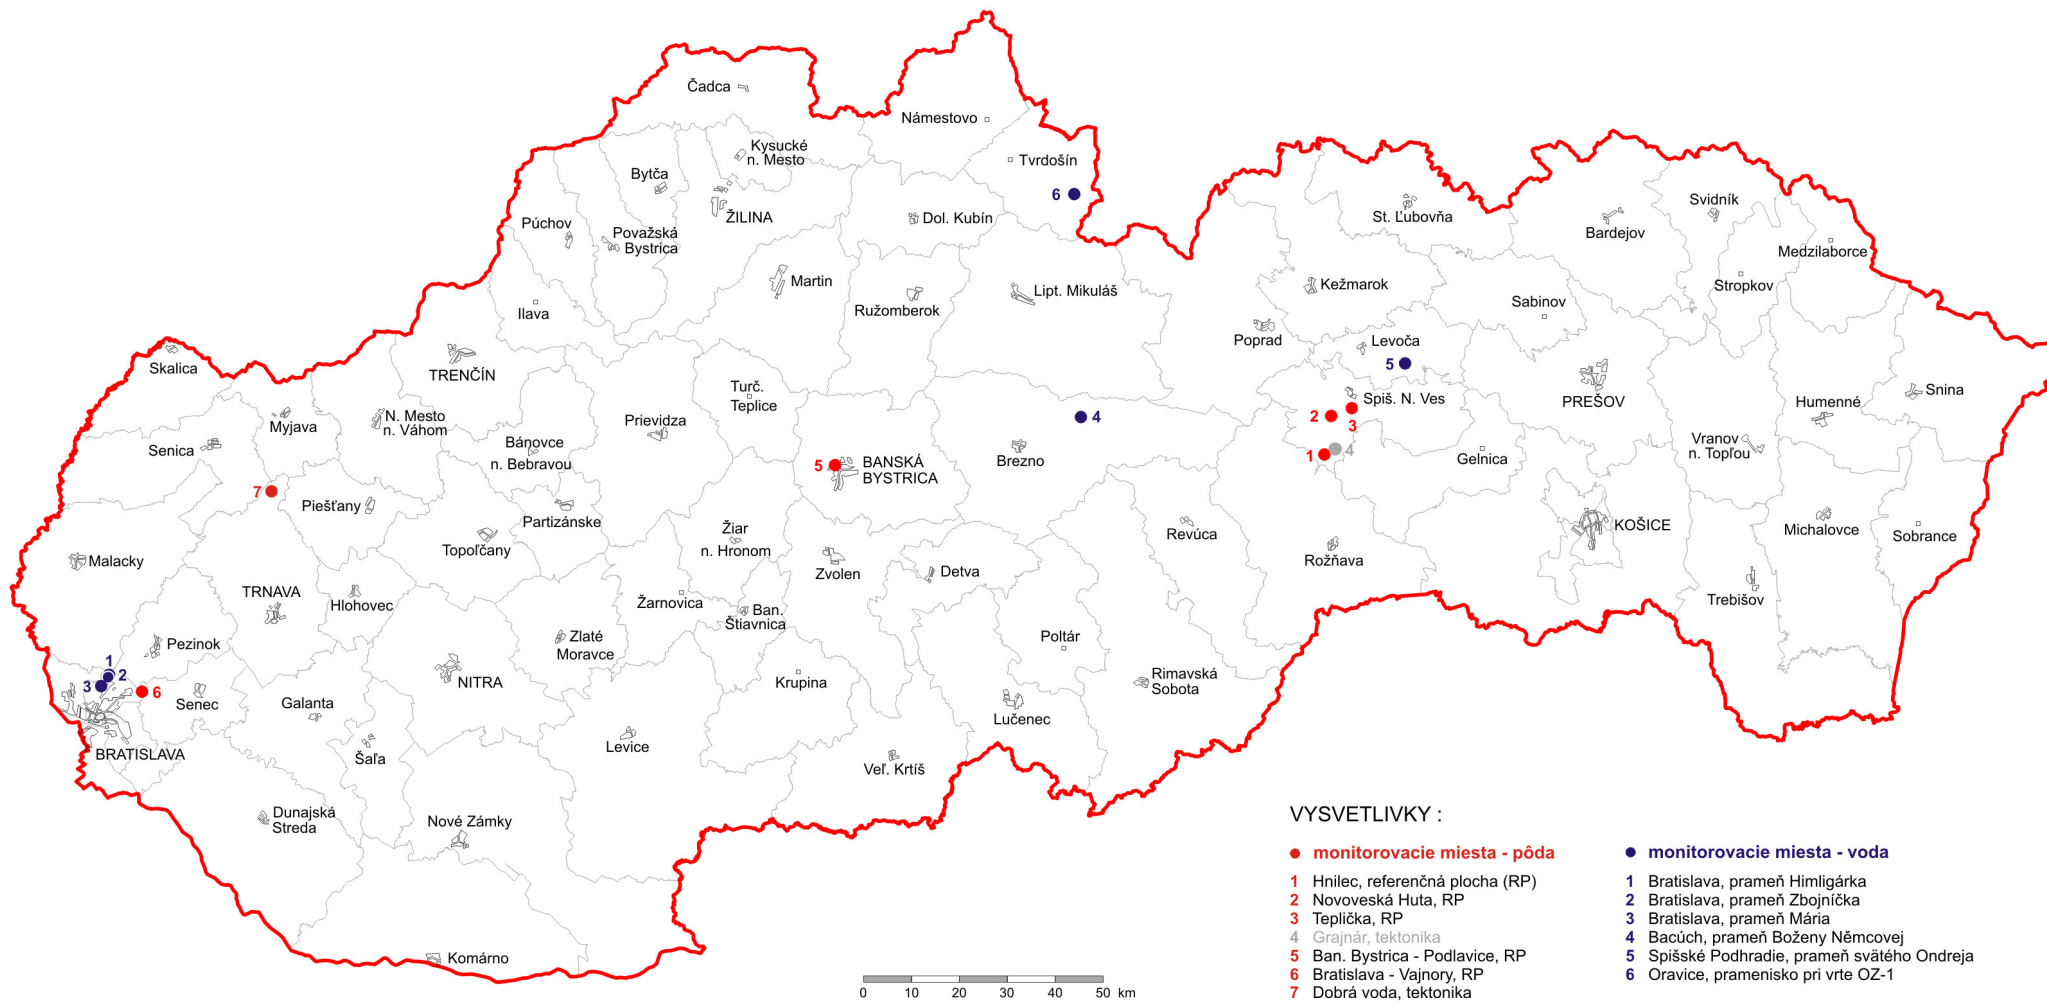 Čadca
Námestovo
Kysucké
n. Mesto
Tvrdošín
Bytča
6
ŽILINA
Dol. Kubín
St. Ľubovňa
Svidník
Bardejov
Medzilaborce
Púchov
Považská
Bystrica
Martin
Lipt. Mikuláš
Kežmarok
Stropkov
Sabinov
Ilava
Ružomberok
Poprad
Levoča
5
Skalica
TRENČÍN
Turč.
Teplice
Spiš. N. Ves
PREŠOV
Snina
Humenné
N. Mesto
n. Váhom
Myjava
Prievidza
4
2
3
Senica
Bánovce
n. Bebravou
Brezno
1
4
Gelnica
Vranov
n. Topľou
5
BANSKÁ
BYSTRICA
7
Piešťany
Partizánske
Žiar
n. Hronom
Revúca
KOŠICE
Michalovce
Sobrance
Topoľčany
Malacky
Zvolen
Detva
Rožňava
TRNAVA
Hlohovec
Žarnovica
Ban.
Štiavnica
Trebišov
Pezinok
Zlaté
Moravce
Poltár
1
2
3
6
NITRA
Krupina
Rimavská
Sobota
Senec
Galanta
Lučenec
BRATISLAVA
Šaľa
Levice
Veľ. Krtíš
Dunajská
Streda
Nové Zámky
Komárno
0 10 20 30 40 50 km
VYSVETLIVKY :
monitorovacie miesta - pôda
1 Hnilec, referenčná plocha (RP)
2 Novoveská Huta, RP
3 Teplička, RP
4 Grajnár, tektonika
5 Ban. Bystrica - Podlavice, RP
6 Bratislava - Vajnory, RP
7 Dobrá voda, tektonika
monitorovacie miesta - voda
1 Bratislava, prameň Himligárka
2 Bratislava, prameň Zbojníčka
3 Bratislava, prameň Mária
4 Bacúch, prameň Boženy Němcovej
5 Spišské Podhradie, prameň svätého Ondreja
6 Oravice, pramenisko pri vrte OZ-1